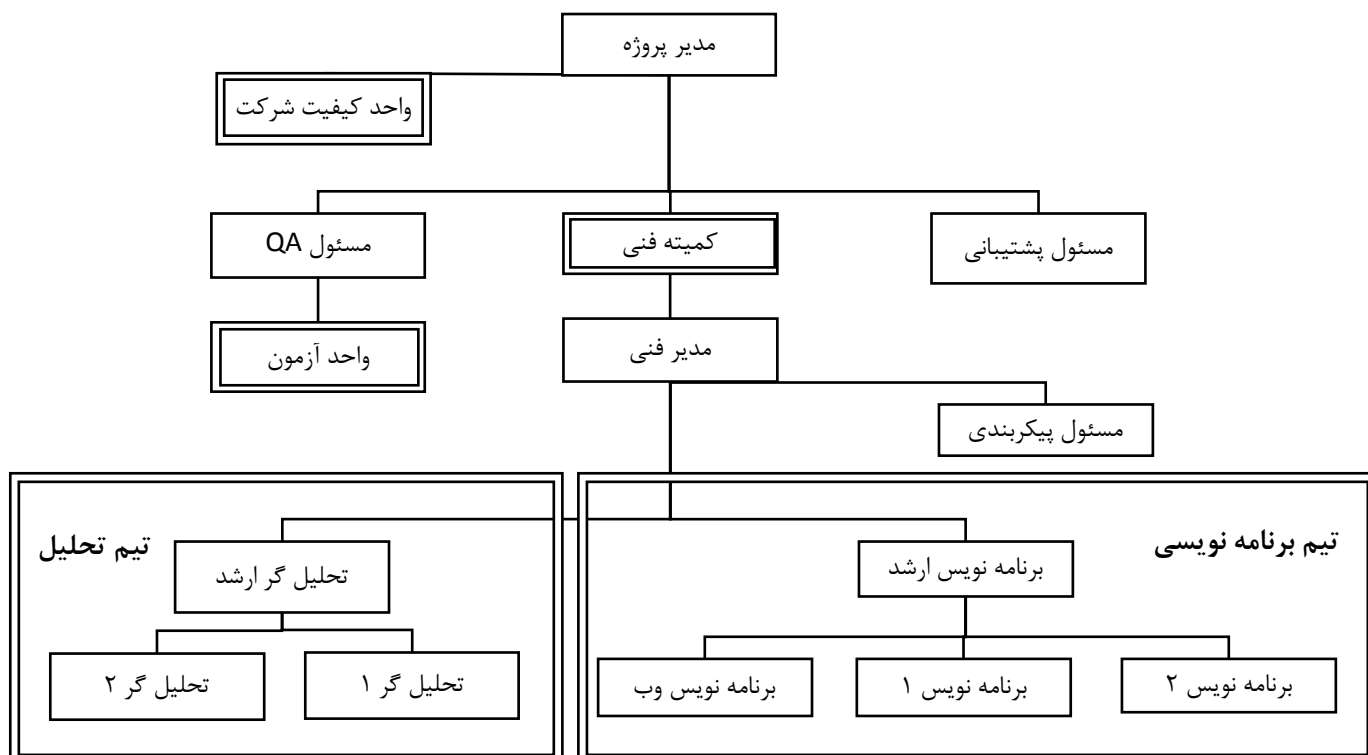 مدیر پروژه
واحد کیفیت شرکت
مسئول پشتیبانی
کمیته فنی
مسئول QA
مدیر فنی
واحد آزمون
مسئول پیکربندی
تیم برنامه نویسی
برنامه نویس ارشد
برنامه نویس ۲
برنامه نویس ۱
برنامه نویس وب
تیم تحلیل
تحلیل گر ارشد
تحلیل گر ۱
تحلیل گر ۲